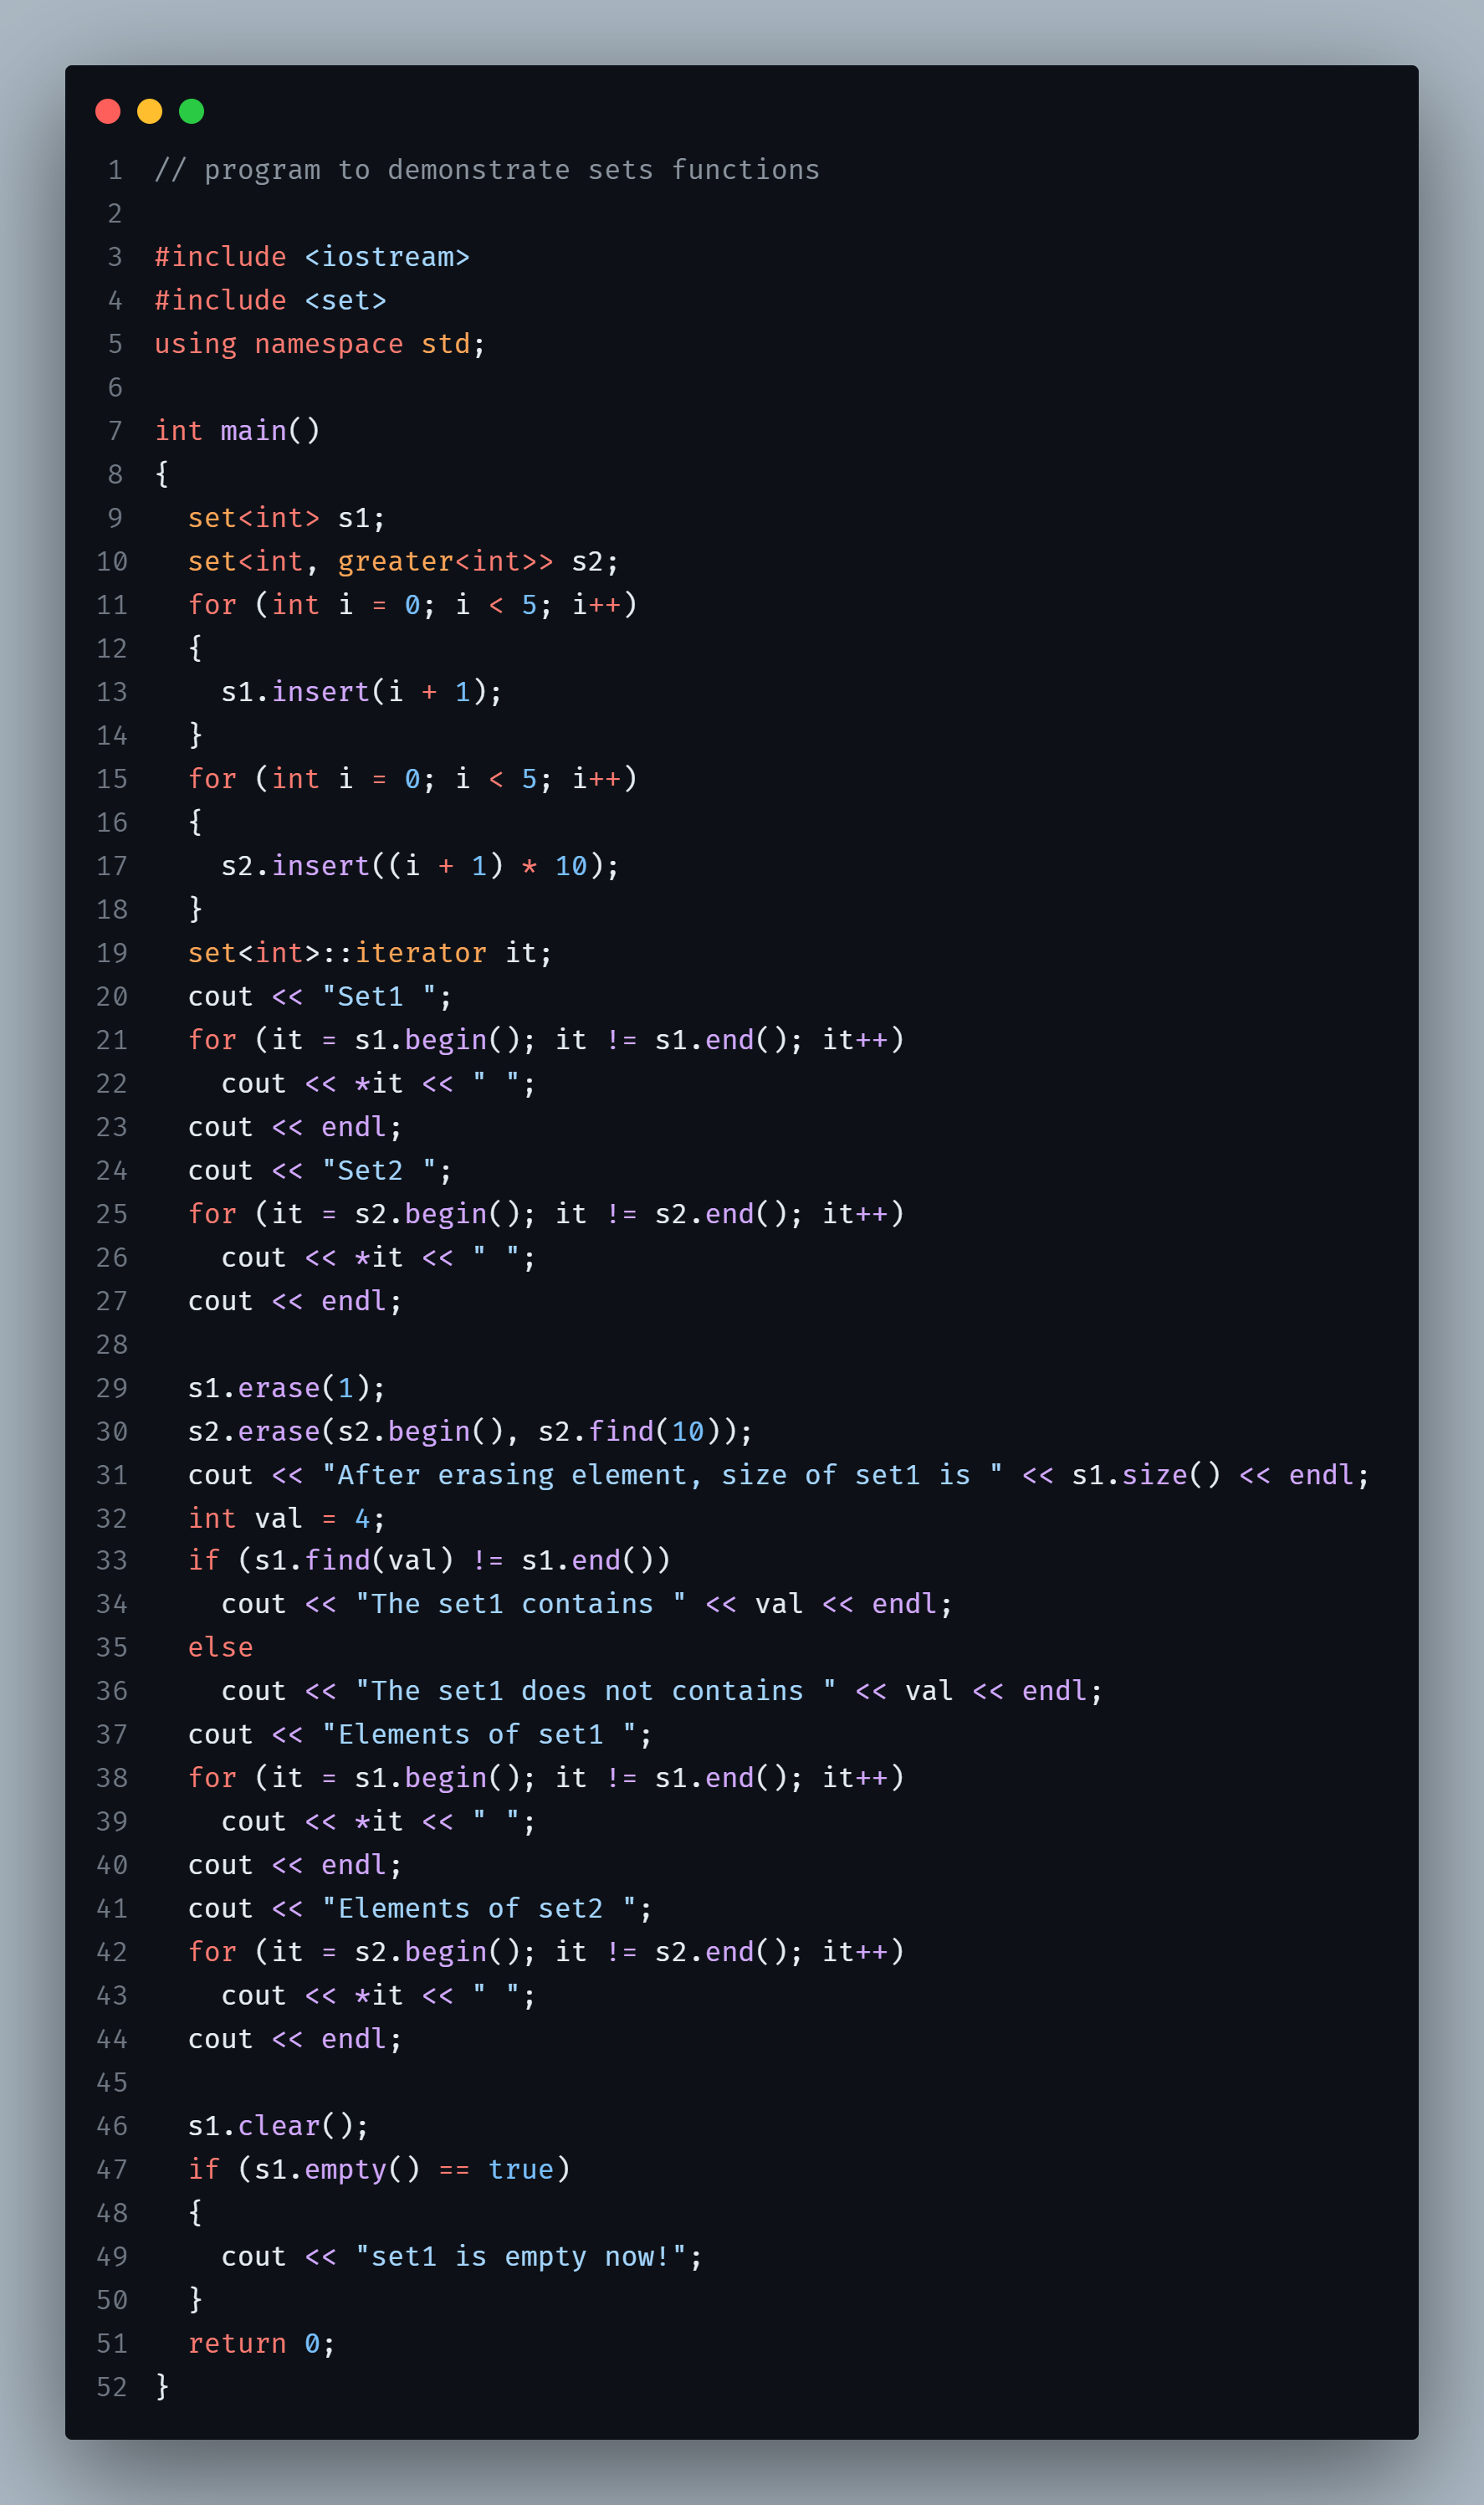 1 // program to demonstrate sets functions
2
3 #include <iostream>
4 #include <set>
5 using namespace std;
6
7 int main()
8 {
9   set<int> s1;
10   set<int, greater<int>> s2;
11   for (int i = 0; i < 5; i++)
12   {
13     s1.insert(i + 1);
14   }
15   for (int i = 0; i < 5; i++)
16   {
17     s2.insert((i + 1) * 10);
18   }
19   set<int>::iterator it;
20   cout << "Set1 ";
21   for (it = s1.begin(); it != s1.end(); it++)
22     cout << *it << " ";
23   cout << endl;
24   cout << "Set2 ";
25   for (it = s2.begin(); it != s2.end(); it++)
26     cout << *it << " ";
27   cout << endl;
28
29   s1.erase(1);
30   s2.erase(s2.begin(), s2.find(10));
31   cout << "After erasing element, size of set1 is " << s1.size() << endl;
32   int val = 4;
33   if (s1.find(val) != s1.end())
34     cout << "The set1 contains " << val << endl;
35   else
36     cout << "The set1 does not contains " << val << endl;
37   cout << "Elements of set1 ";
38   for (it = s1.begin(); it != s1.end(); it++)
39     cout << *it << " ";
40   cout << endl;
41   cout << "Elements of set2 ";
42   for (it = s2.begin(); it != s2.end(); it++)
43     cout << *it << " ";
44   cout << endl;
45
46   s1.clear();
47   if (s1.empty() == true)
48   {
49     cout << "set1 is empty now!";
50   }
51   return 0;
52 }